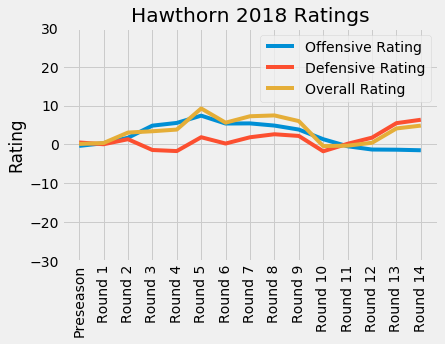 Hawthorn 2018 Ratings
Rating
30
20
10
0
−10
−20
−30
Offensive Rating
Defensive Rating
Overall Rating
Preseason
Round 1
Round 2
Round 3
Round 4
Round 5
Round 6
Round 7
Round 8
Round 9
Round 10
Round 11
Round 12
Round 13
Round 14